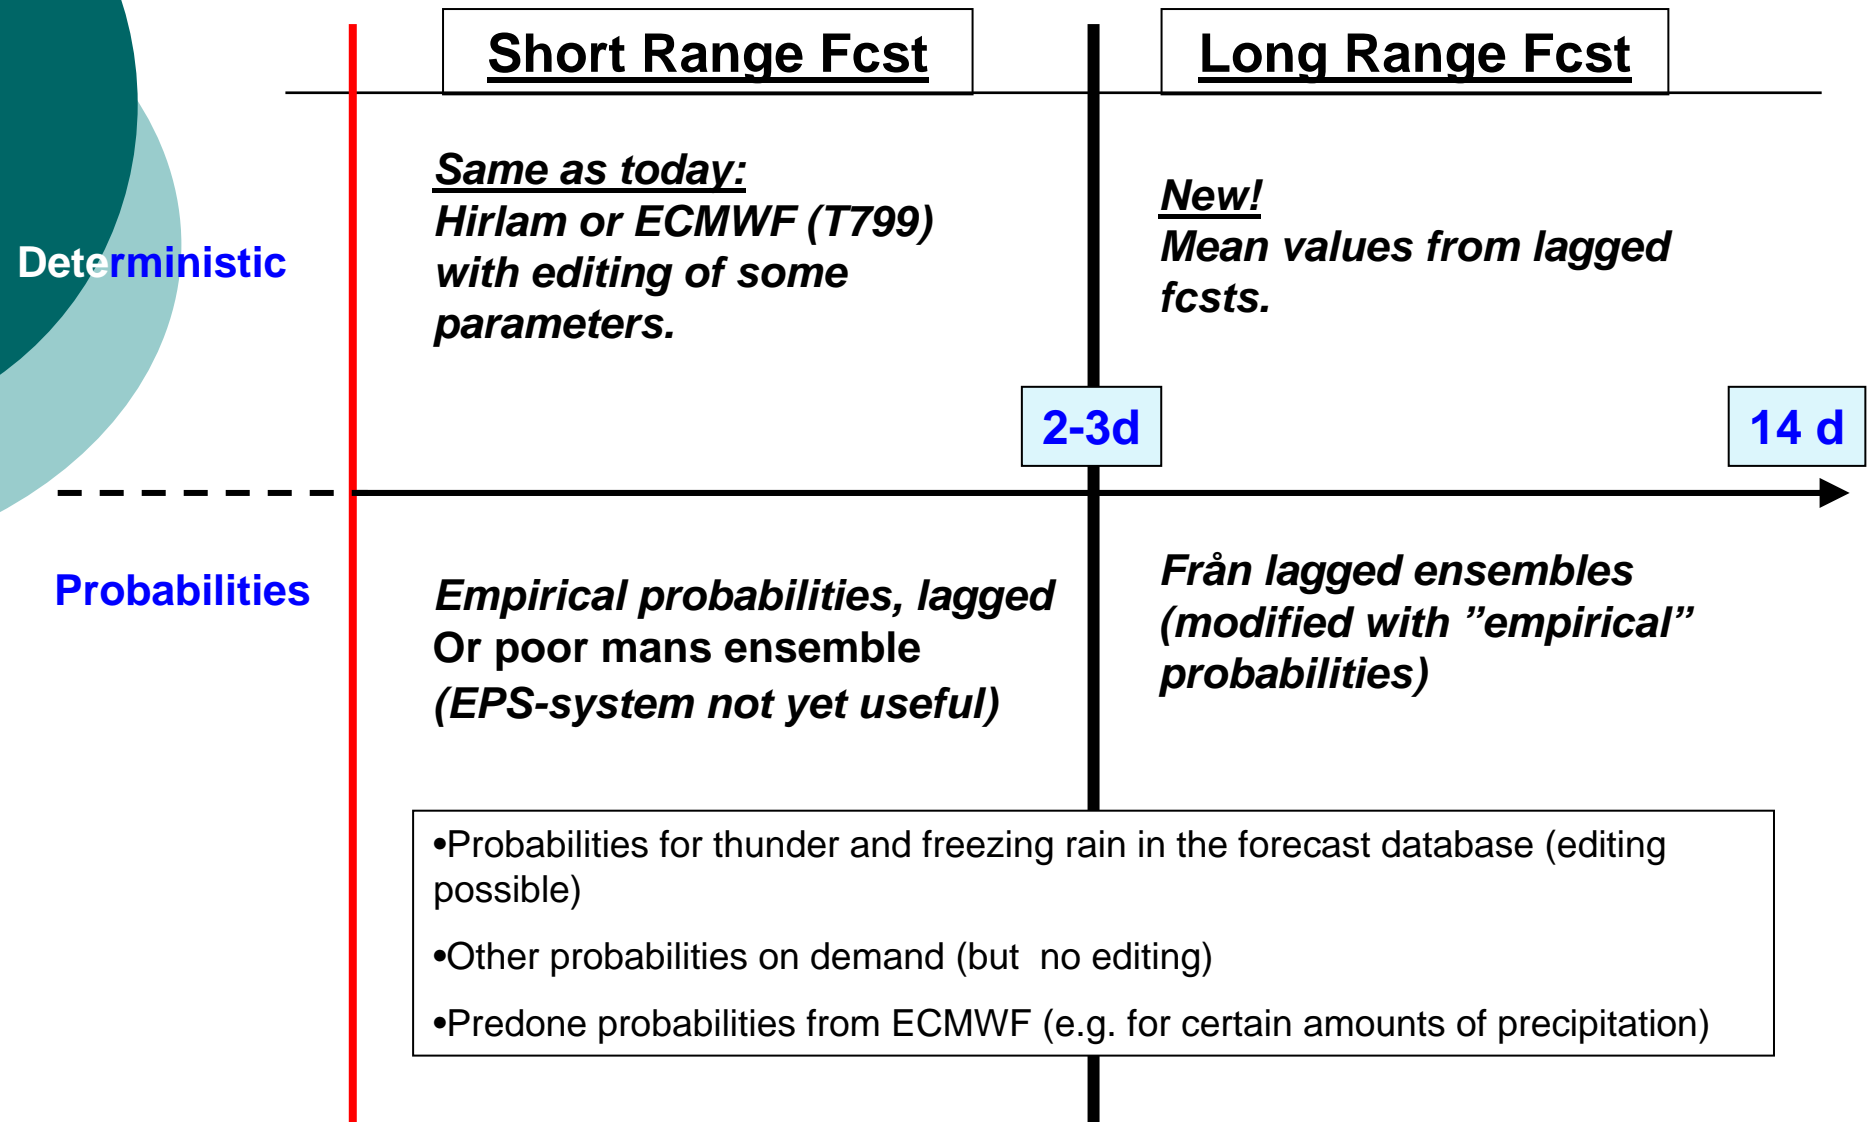 Short Range Fcst
Long Range Fcst
Deterministic
Same as today:
Hirlam or ECMWF (T799)
with editing of some
parameters.
New!
Mean values from lagged
fcsts.
2-3d
14 d
Probabilities
Empirical probabilities, lagged
Or poor mans ensemble
(EPS-system not yet useful)
Från lagged ensembles
(modified with ”empirical”
probabilities)
•Probabilities for thunder and freezing rain in the forecast database (editing
possible)
•Other probabilities on demand (but  no editing)
•Predone probabilities from ECMWF (e.g. for certain amounts of precipitation)